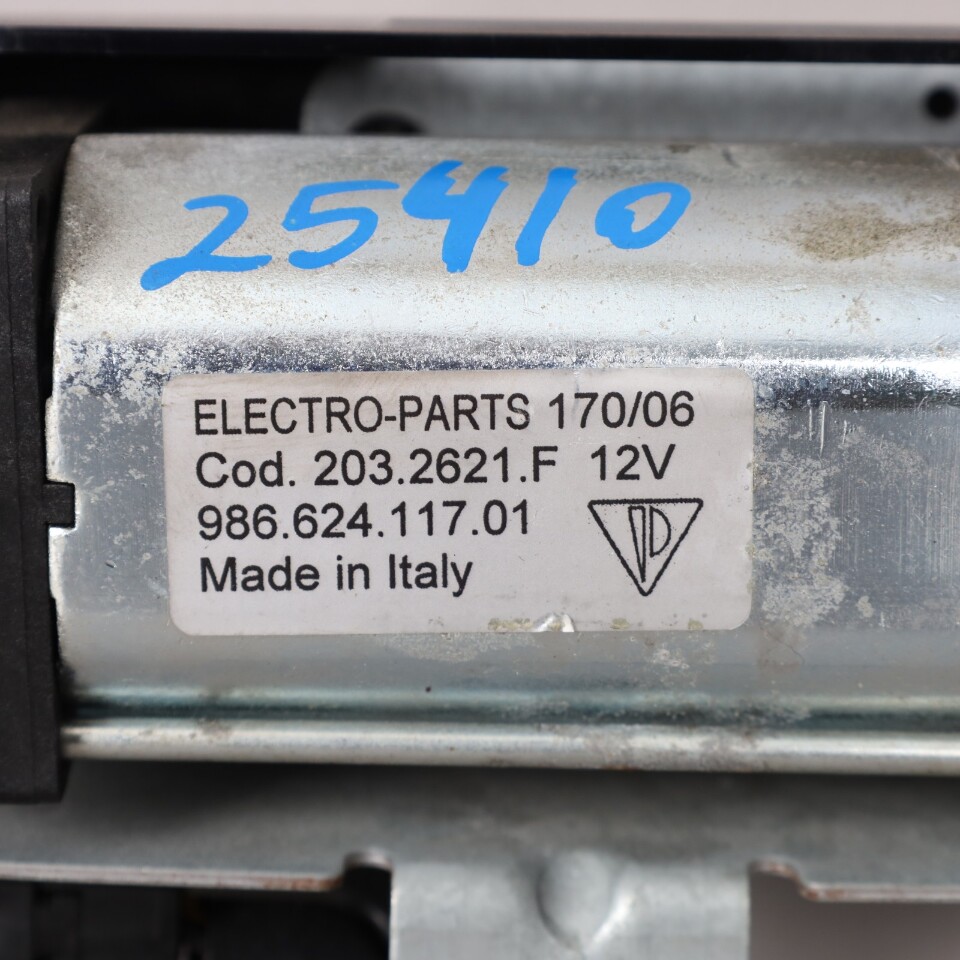 25410
ELECTRO-PARTS 170/06
Cod. 203.2621.F 12V
986.624.117.01
Made in Italy